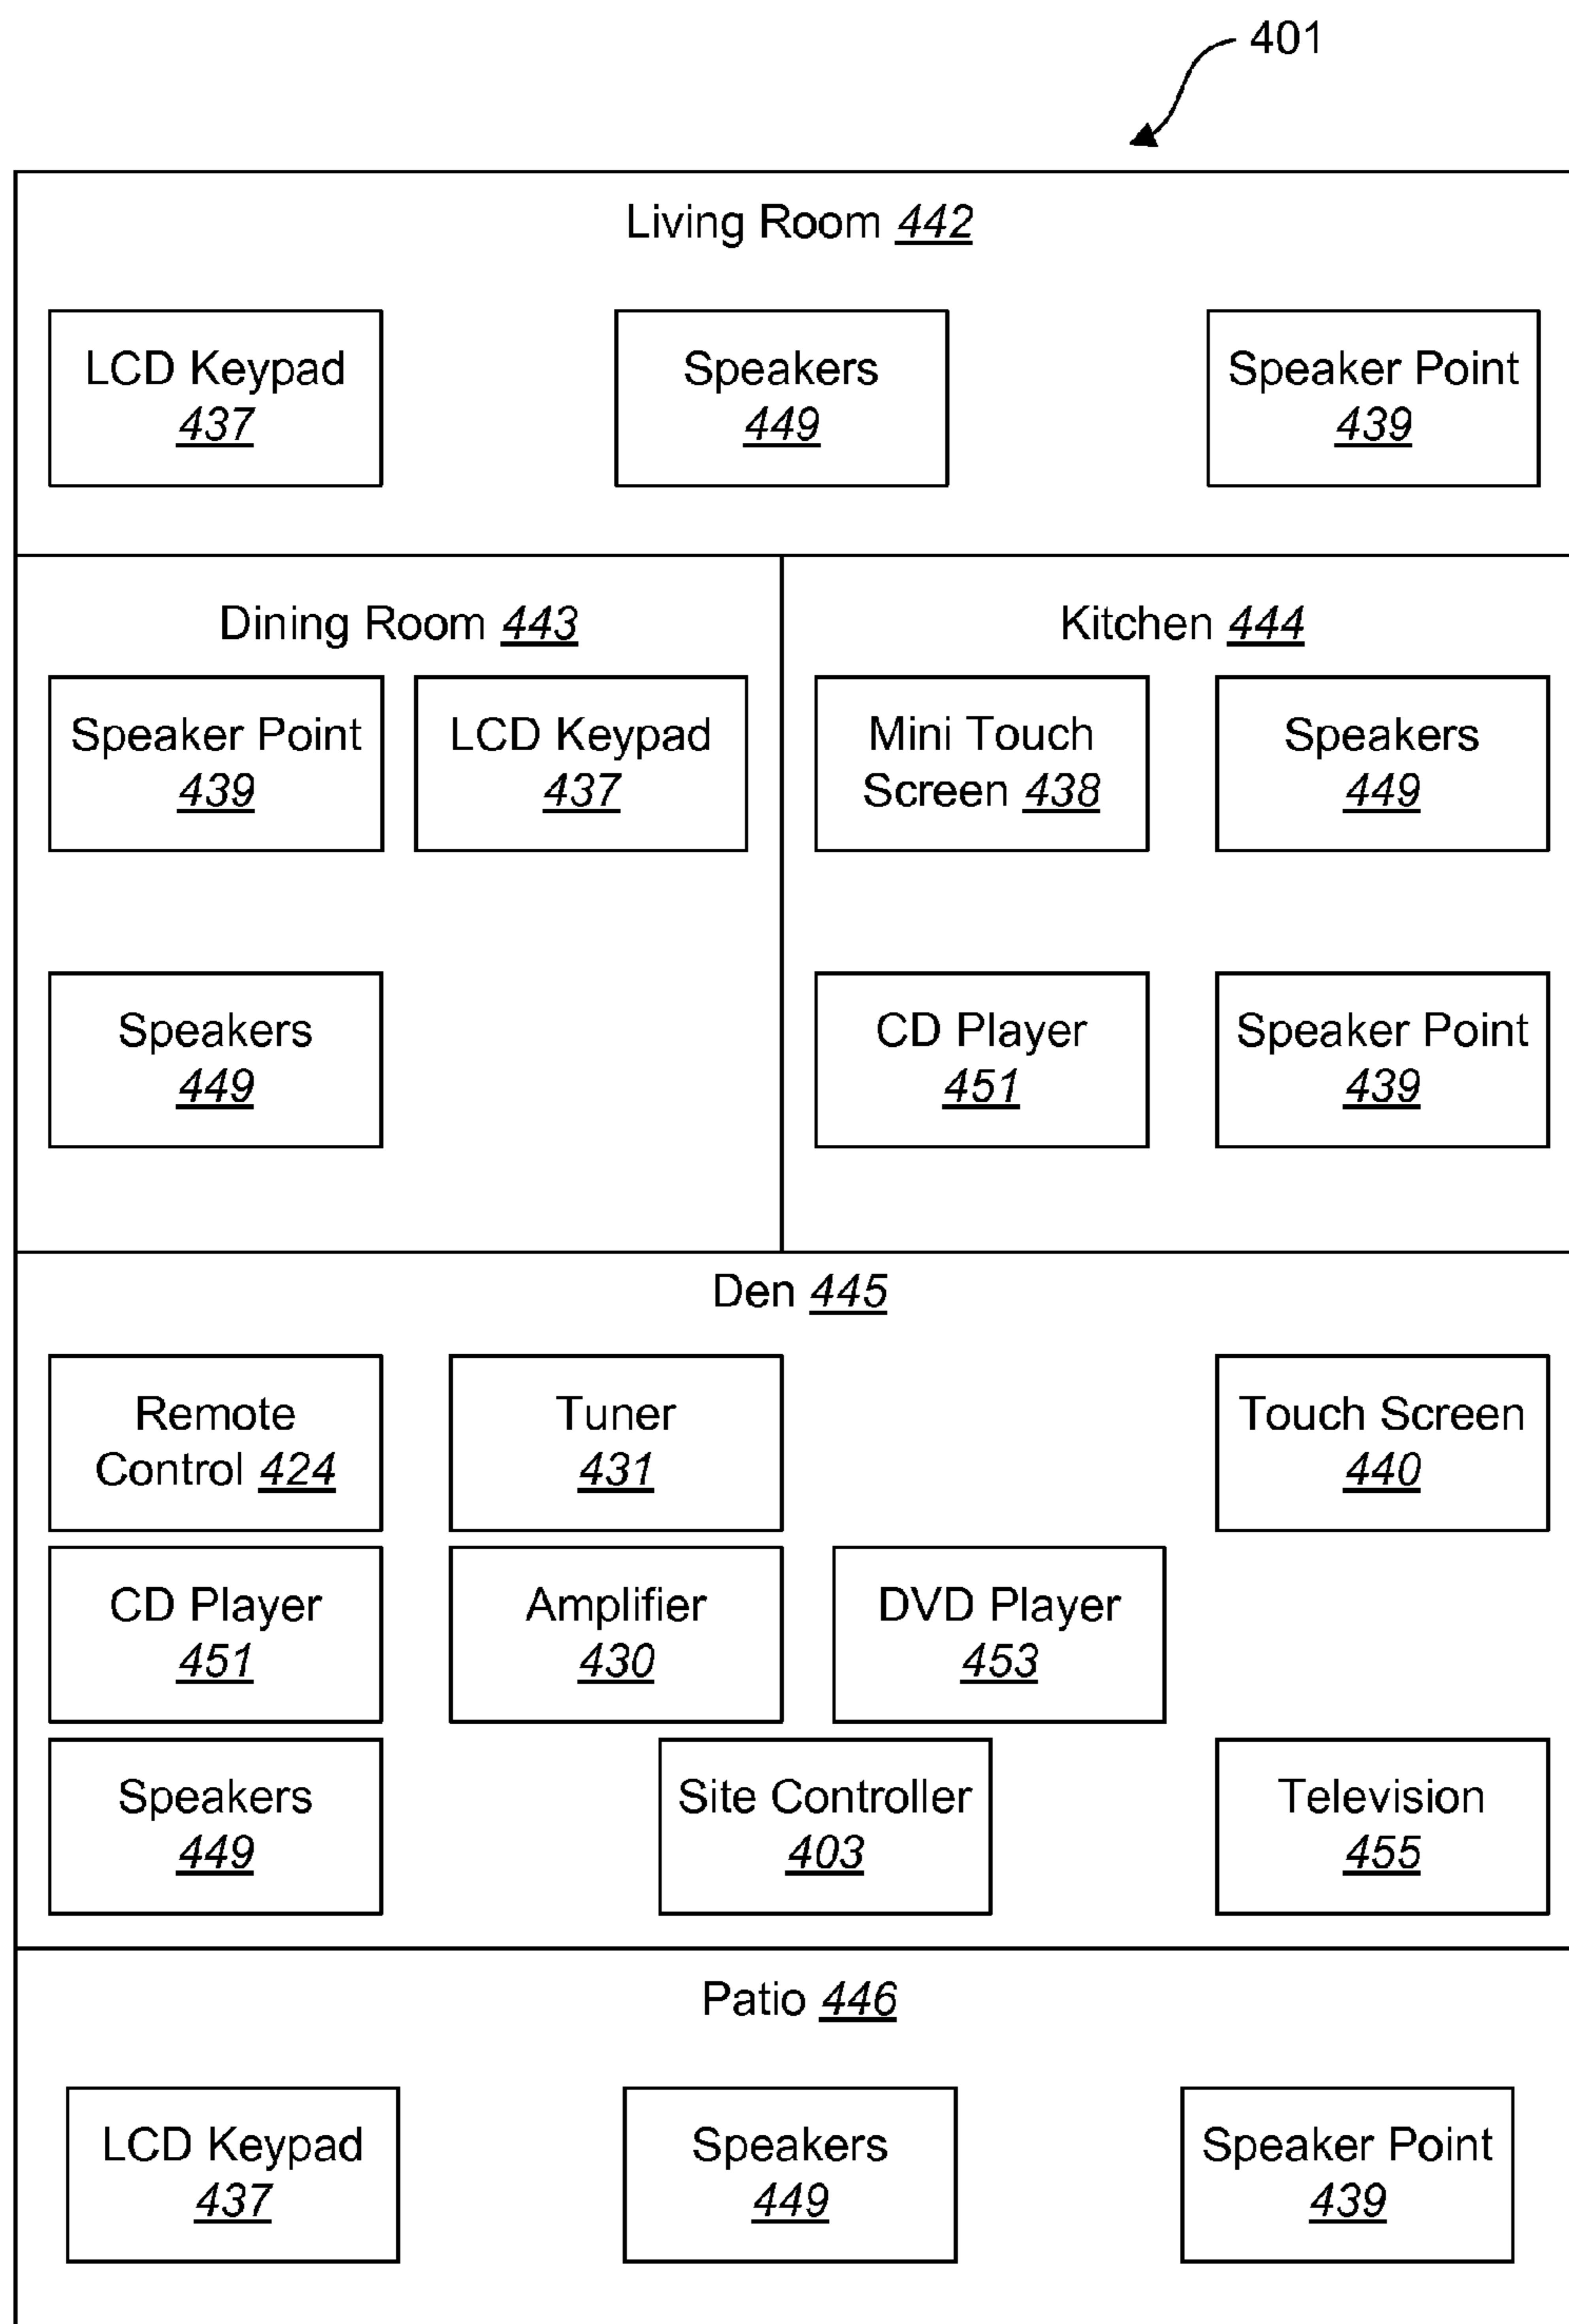 401
Living Room 442
LCD Keypad
437
Speakers
449
Speaker Point
439
Dining Room 443
Speaker Point
439
LCD Keypad
437
Speakers
449
Kitchen 444
Mini Touch
Screen 438
Speakers
449
CD Player
451
Speaker Point
439
Den 445
Remote
Control 424
Tuner
431
Touch Screen
440
CD Player
451
Amplifier
430
DVD Player
453
Speakers
449
Site Controller
403
Television
455
Patio 446
LCD Keypad
437
Speakers
449
Speaker Point
439